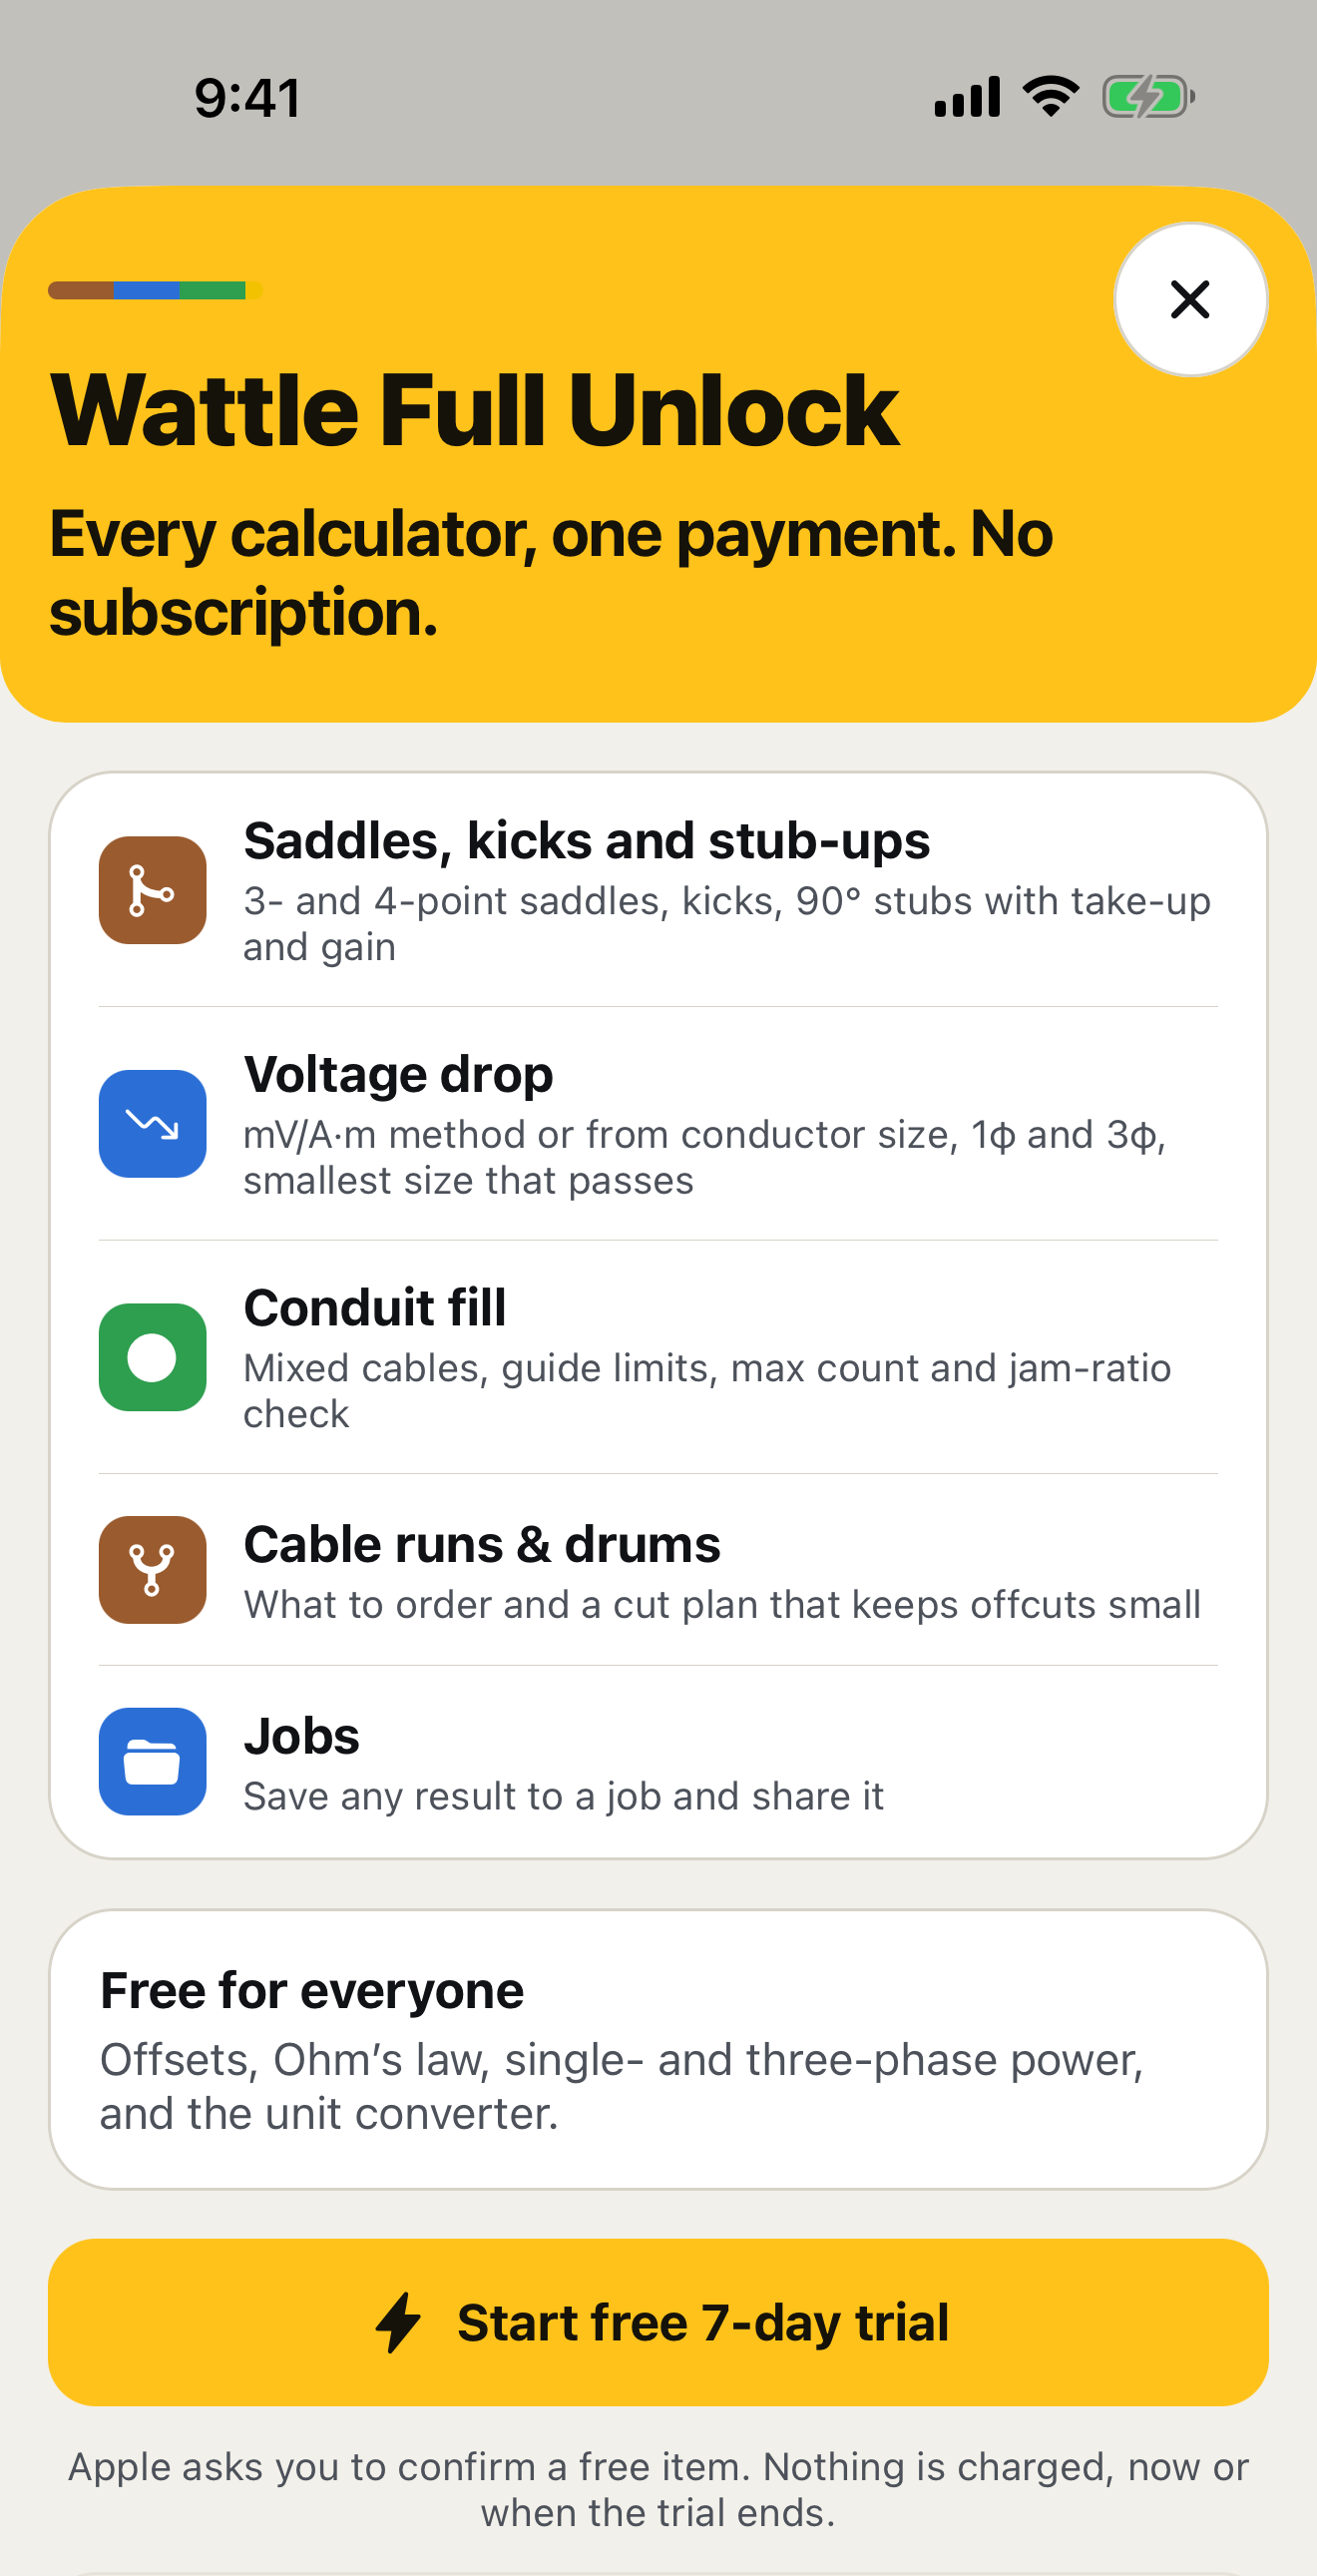 9:41
Wattle Full Unlock
Every calculator, one payment. No
subscription.
Saddles, kicks and stub-ups
3- and 4-point saddles, kicks, 90° stubs with take-up
and gain
Voltage drop
mV/A·m method or from conductor size, 1ϕ and 3ϕ,
smallest size that passes
Conduit fill
Mixed cables, guide limits, max count and jam-ratio
check
Cable runs & drums
What to order and a cut plan that keeps offcuts small
Jobs
Save any result to a job and share it
Free for everyone
Offsets, Ohm’s law, single- and three-phase power,
and the unit converter.
Start free 7-day trial
Apple asks you to confirm a free item. Nothing is charged, now or
when the trial ends.